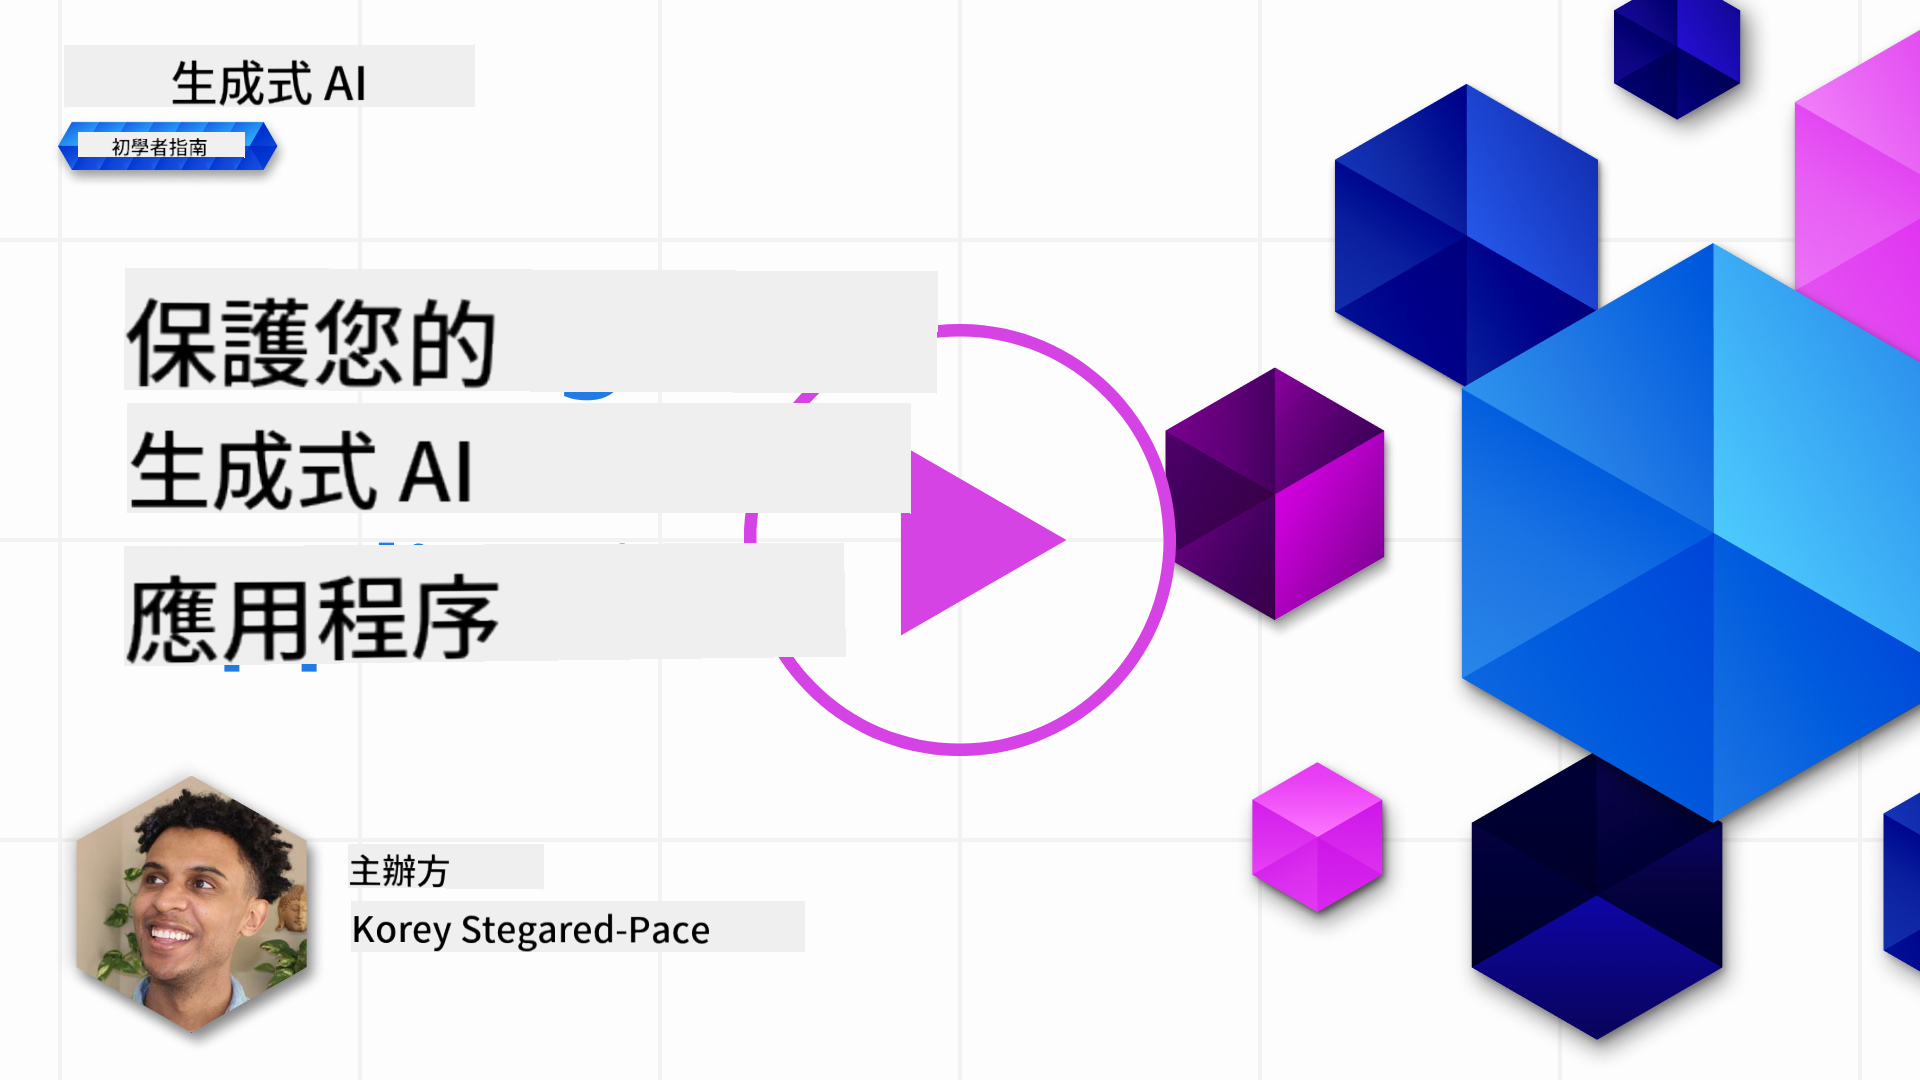 生成式 AI
初學者指南
保護您的
生成式 AI
應用程序
主辦方
Korey Stegared-Pace